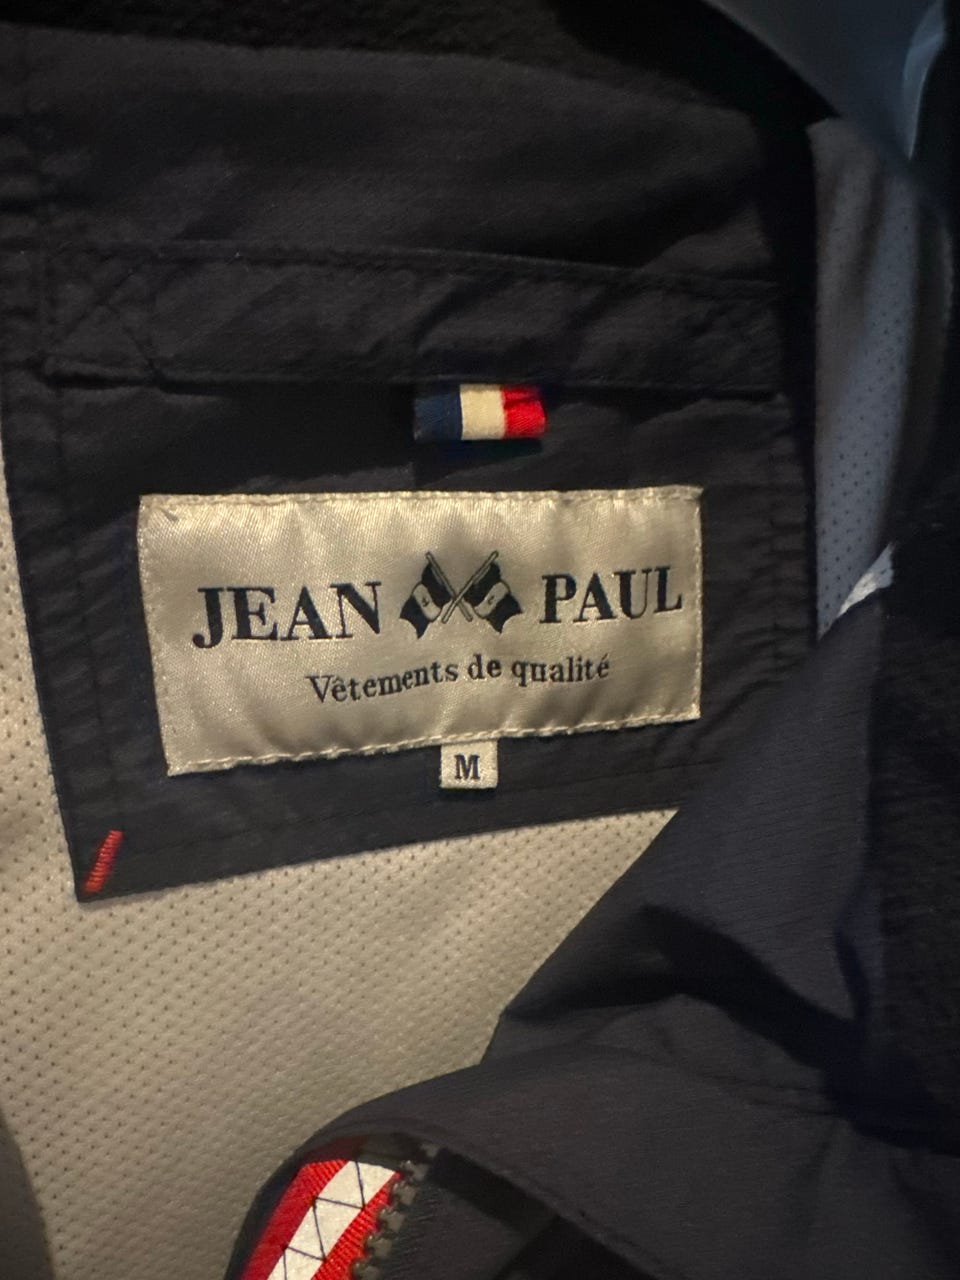 JEAN PAUL
Vêtements de qualité
M